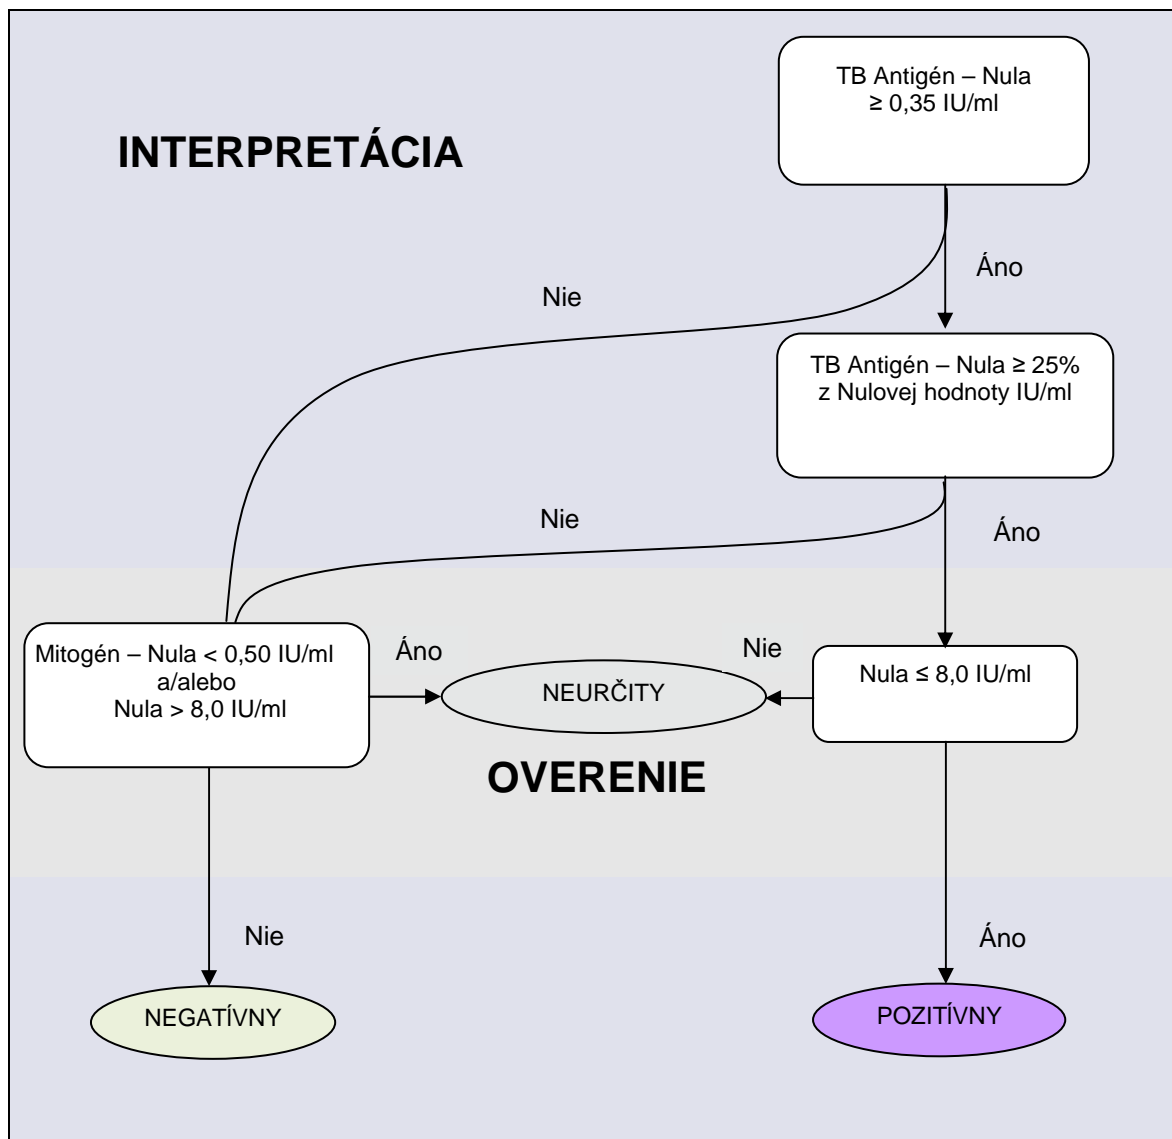 TB Antigén – Nula
≥ 0,35 IU/ml
INTERPRETÁCIA
Áno
Nie
TB Antigén – Nula ≥ 25%
z Nulovej hodnoty IU/ml
Nie
Áno
Mitogén – Nula < 0,50 IU/ml
a/alebo
Nula > 8,0 IU/ml
Áno
NEURČITY
Nie
Nula ≤ 8,0 IU/ml
OVERENIE
Nie
Áno
NEGATÍVNY
POZITÍVNY